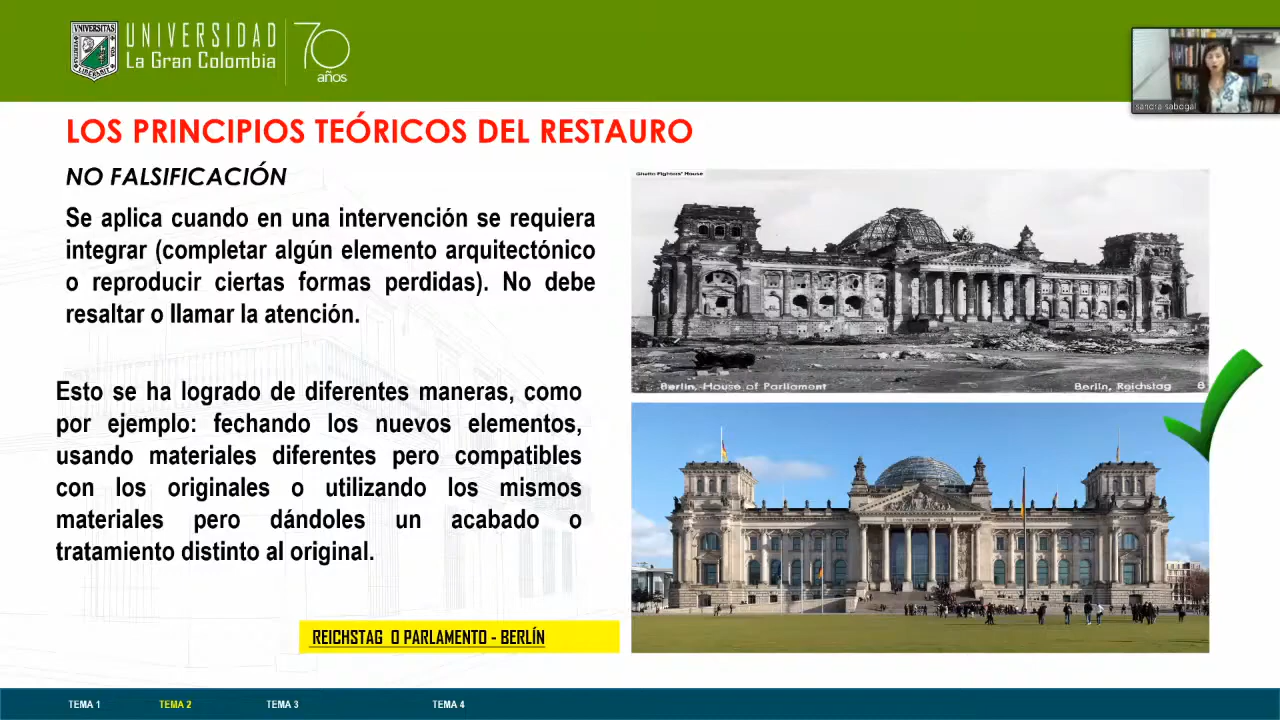 UNIVERSIDAD
La Gran Colombia
70
años
sandra sabogal
LOS PRINCIPIOS TEÓRICOS DEL RESTAURO
NO FALSIFICACIÓN
Se aplica cuando en una intervención se requiera
integrar (completar algún elemento arquitectónico
o reproducir ciertas formas perdidas). No debe
resaltar o llamar la atención.
Esto se ha logrado de diferentes maneras, como
por ejemplo: fechando los nuevos elementos,
usando materiales diferentes pero compatibles
con los originales o utilizando los mismos
materiales pero dándoles un acabado o
tratamiento distinto al original.
REICHSTAG O PARLAMENTO - BERLÍN
Ghetto Fighters' House
Berlin, House of Parliament
Berlin, Reichstag 8
TEMA 1
TEMA 2
TEMA 3
TEMA 4